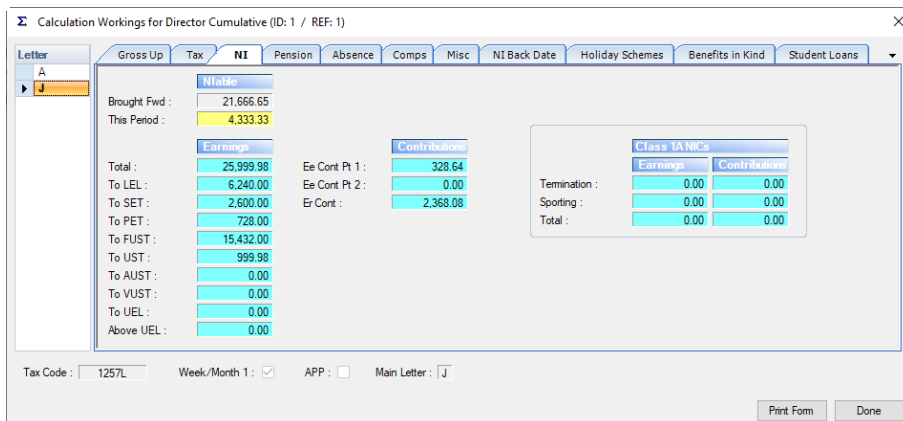 Σ Calculation Workings for Director Cumulative (ID: 1 / REF: 1)
Letter
A
J
Gross Up Tax NI Pension Absence Comps Misc NI Back Date Holiday Schemes Benefits in Kind Student Loans
NIable
Brought Fwd : 21,666.65
This Period : 4,333.33
Earnings Contributions
Total : 25,999.98 Ee Cont Pt 1 : 328.64
To LEL : 6,240.00 Ee Cont Pt 2 : 0.00
To SET : 2,600.00 Er Cont : 2,368.08
To PET : 728.00
To FUST : 15,432.00
To UST : 999.98
To AUST : 0.00
To VUST : 0.00
To UEL : 0.00
Above UEL : 0.00
Class 1A NICs
Earnings Contributions
Termination : 0.00 0.00
Sporting : 0.00 0.00
Total : 0.00 0.00
Tax Code : 1257L Week/Month 1 : APP : Main Letter : J
Print Form Done